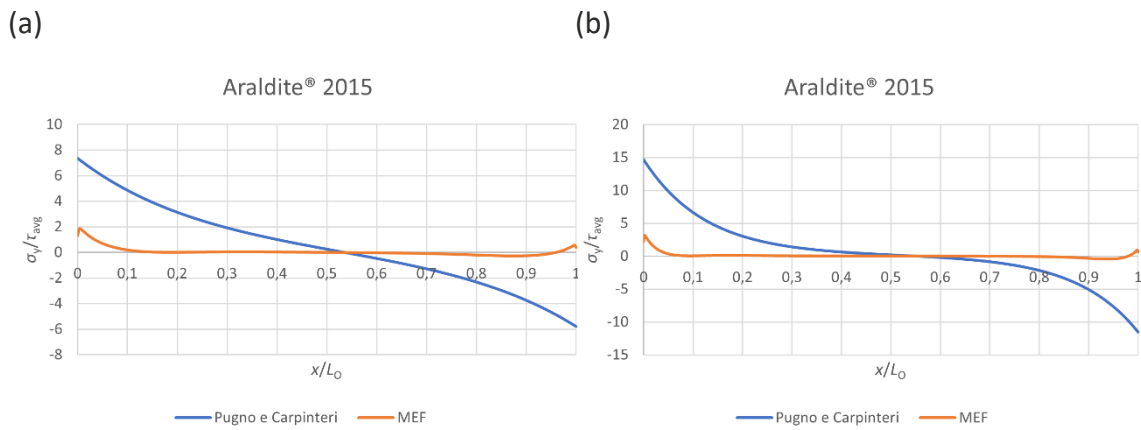 (a)
Araldite® 2015
σy/τavg
10
8
6
4
2
0
-2
-4
-6
-8
0 0,1 0,2 0,3 0,4 0,5 0,6 0,7 0,8 0,9 1
x/LO
Pugno e Carpinteri MEF
(b)
Araldite® 2015
σy/τavg
20
15
10
5
0
-5
-10
-15
0 0,1 0,2 0,3 0,4 0,5 0,6 0,7 0,8 0,9 1
x/LO
Pugno e Carpinteri MEF